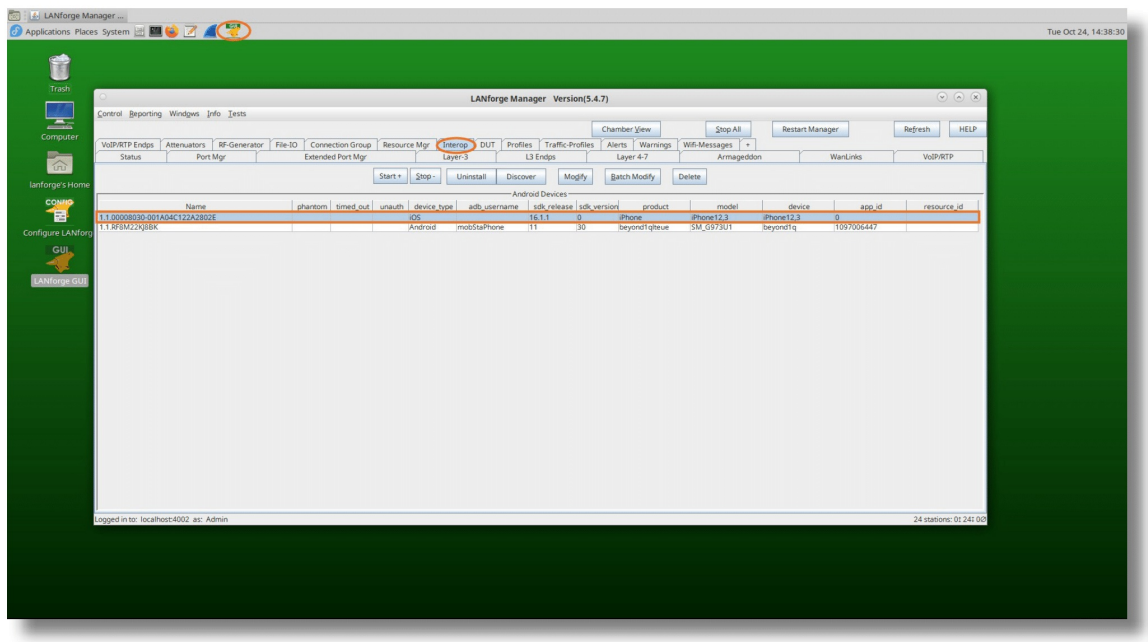 LANforge Manager ...
Applications Places System Tue Oct 24, 14:38:30
Trash
Computer
lanforge's Home
CONFIG
Configure LANforg
GUI
LANforge GUI
LANforge Manager Version(5.4.7)
Control Reporting Windows Info Tests
Chamber View Stop All Restart Manager Refresh HELP
VoIP/RTP Endps Attenuators RF-Generator File-IO Connection Group Resource Mgr Interop DUT Profiles Traffic-Profiles Alerts Warnings Wifi-Messages +
Status Port Mgr Extended Port Mgr Layer-3 L3 Endps Layer 4-7 Armageddon WanLinks VoIP/RTP
Start + Stop - Uninstall Discover Modify Batch Modify Delete
Android Devices
Name phantom timed_out unauth device_type adb_username sdk_release sdk_version product model device app_id resource_id
1.1.00008030-001A04C122A2802E iOS 16.1.1 0 iPhone iPhone12,3 iPhone12,3 0
1.1.RF8M22KJ8BK Android mobStaPhone 11 30 beyond1qlteue SM_G973U1 beyond1q 1097006447
Logged in to: localhost:4002 as: Admin 24 stations: